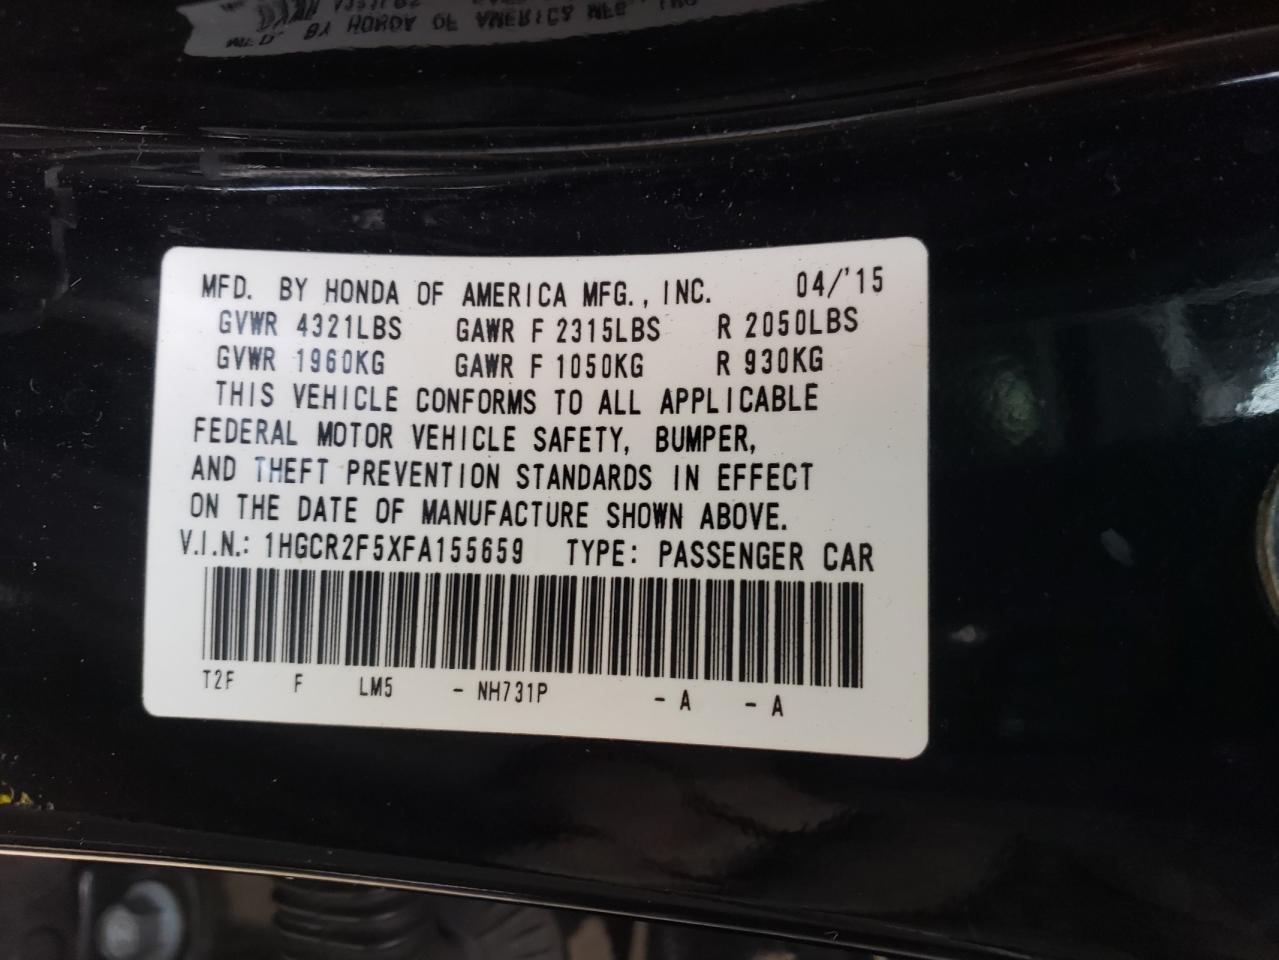 MFD. BY HONDA OF AMERICA MFG., INC. 04/'15
GVWR 4321LBS GAWR F 2315LBS R 2050LBS
GVWR 1960KG GAWR F 1050KG R 930KG
THIS VEHICLE CONFORMS TO ALL APPLICABLE
FEDERAL MOTOR VEHICLE SAFETY, BUMPER,
AND THEFT PREVENTION STANDARDS IN EFFECT
ON THE DATE OF MANUFACTURE SHOWN ABOVE.
V.I.N.: 1HGCR2F5XFA155659 TYPE: PASSENGER CAR
T2F F LM5 - NH731P - A - A